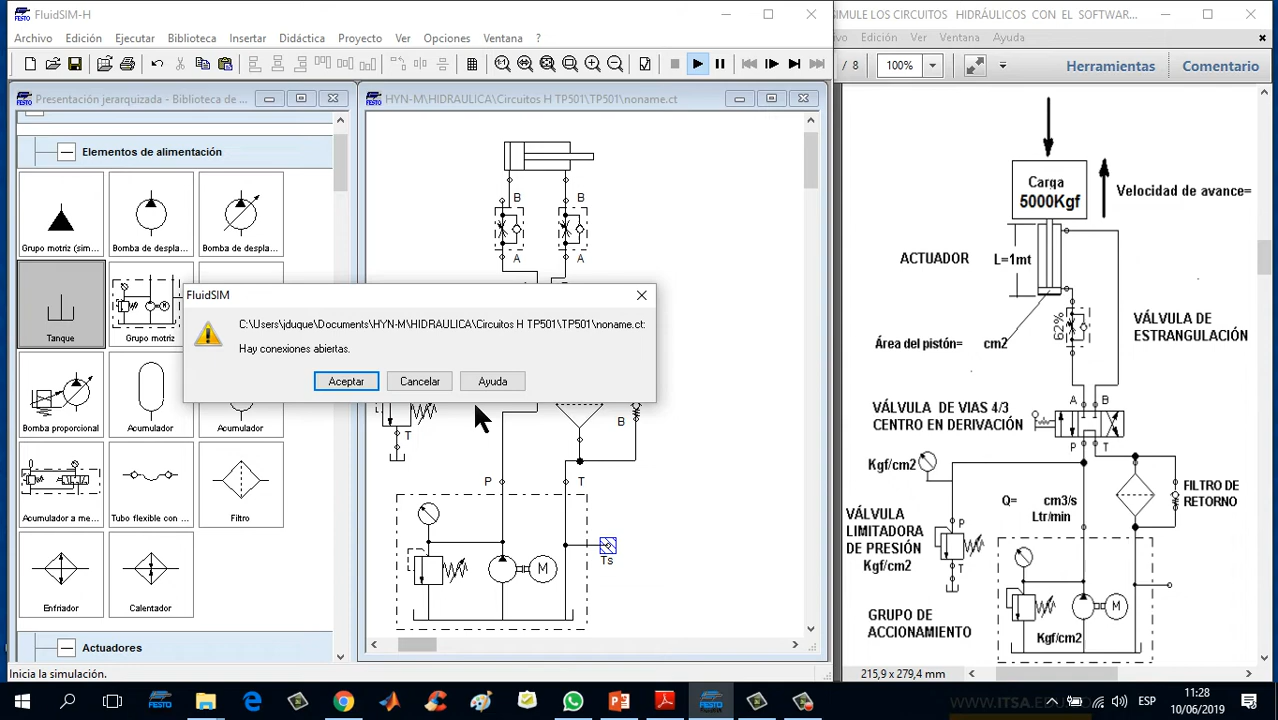 FluidSIM-H
Archivo Edición Ejecutar Biblioteca Insertar Didáctica Proyecto Ver Opciones Ventana ?
Presentación jerarquizada - Biblioteca de ...
Elementos de alimentación
Grupo motriz (sim...
Bomba de despla...
Bomba de despla...
Tanque
Grupo motriz
Bomba proporcional
Acumulador
Acumulador
Acumulador a me...
Tubo flexible con ...
Filtro
Enfriador
Calentador
Actuadores
Inicia la simulación.
HYN-M\HIDRAULICA\Circuitos H TP501\TP501\noname.ct
B
B
A
A
T
B
P
T
M
Ts
FluidSIM
C:\Users\jduque\Documents\HYN-M\HIDRAULICA\Circuitos H TP501\TP501\noname.ct:
Hay conexiones abiertas.
Aceptar
Cancelar
Ayuda
SIMULE LOS CIRCUITOS HIDRÁULICOS CON EL SOFTWAR...
Edición Ver Ventana Ayuda
/ 8
100%
Herramientas
Comentario
Carga
5000Kgf
Velocidad de avance=
ACTUADOR
L=1mt
62%
VÁLVULA DE
ESTRANGULACIÓN
Área del pistón= cm2
A B
VÁLVULA DE VIAS 4/3
CENTRO EN DERIVACIÓN
P T
Kgf/cm2
Q= cm3/s
Ltr/min
FILTRO DE
RETORNO
VÁLVULA
LIMITADORA
DE PRESIÓN
Kgf/cm2
P
T
M
GRUPO DE
ACCIONAMIENTO
Kgf/cm2
215,9 x 279,4 mm
ESP
11:28
10/06/2019